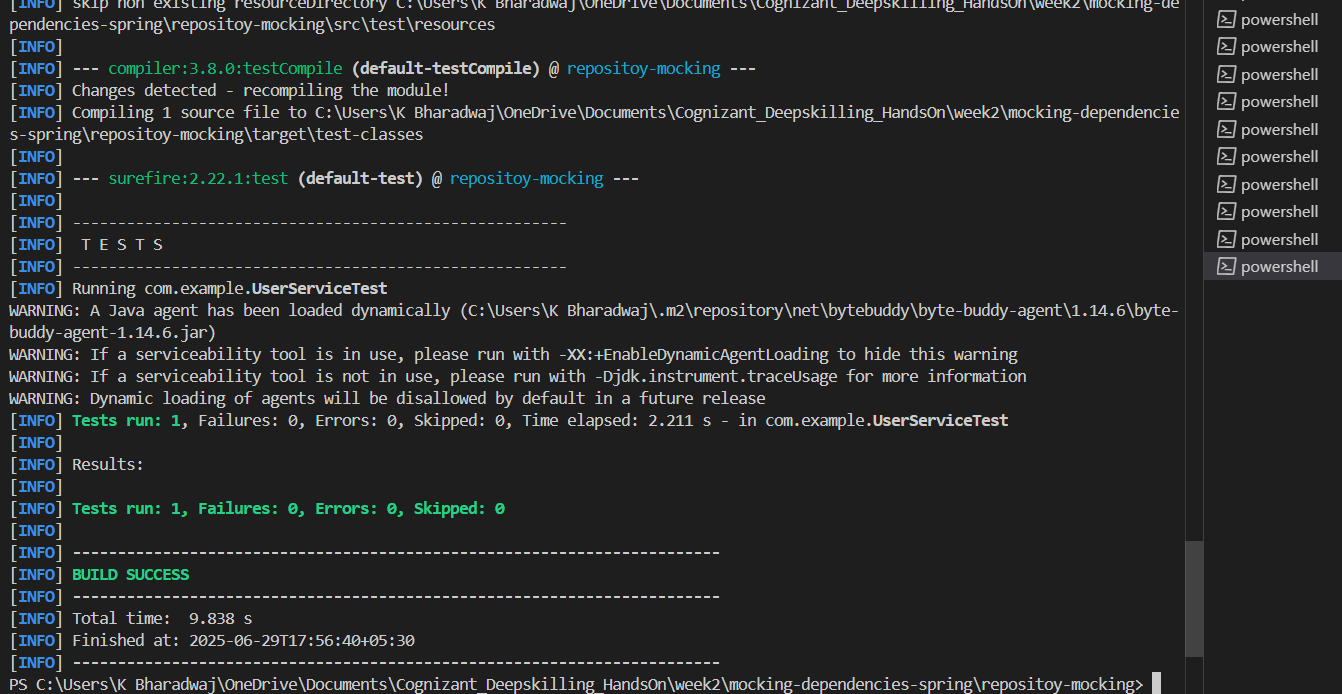 [INFO] skip non existing resourceDirectory C:\Users\K Bharadwaj\OneDrive\Documents\Cognizant_Deepskilling_HandsOn\week2\mocking-de
pendencies-spring\repositoy-mocking\src\test\resources
[INFO]
[INFO] --- compiler:3.8.0:testCompile (default-testCompile) @ repositoy-mocking ---
[INFO] Changes detected - recompiling the module!
[INFO] Compiling 1 source file to C:\Users\K Bharadwaj\OneDrive\Documents\Cognizant_Deepskilling_HandsOn\week2\mocking-dependencie
s-spring\repositoy-mocking\target\test-classes
[INFO]
[INFO] --- surefire:2.22.1:test (default-test) @ repositoy-mocking ---
[INFO]
[INFO] -------------------------------------------------------
[INFO]  T E S T S
[INFO] -------------------------------------------------------
[INFO] Running com.example.UserServiceTest
WARNING: A Java agent has been loaded dynamically (C:\Users\K Bharadwaj\.m2\repository\net\bytebuddy\byte-buddy-agent\1.14.6\byte-
buddy-agent-1.14.6.jar)
WARNING: If a serviceability tool is in use, please run with -XX:+EnableDynamicAgentLoading to hide this warning
WARNING: If a serviceability tool is not in use, please run with -Djdk.instrument.traceUsage for more information
WARNING: Dynamic loading of agents will be disallowed by default in a future release
[INFO] Tests run: 1, Failures: 0, Errors: 0, Skipped: 0, Time elapsed: 2.211 s - in com.example.UserServiceTest
[INFO]
[INFO] Results:
[INFO]
[INFO] Tests run: 1, Failures: 0, Errors: 0, Skipped: 0
[INFO]
[INFO] ------------------------------------------------------------------------
[INFO] BUILD SUCCESS
[INFO] ------------------------------------------------------------------------
[INFO] Total time:  9.838 s
[INFO] Finished at: 2025-06-29T17:56:40+05:30
[INFO] ------------------------------------------------------------------------
PS C:\Users\K Bharadwaj\OneDrive\Documents\Cognizant_Deepskilling_HandsOn\week2\mocking-dependencies-spring\repositoy-mocking>
powershell
powershell
powershell
powershell
powershell
powershell
powershell
powershell
powershell
powershell